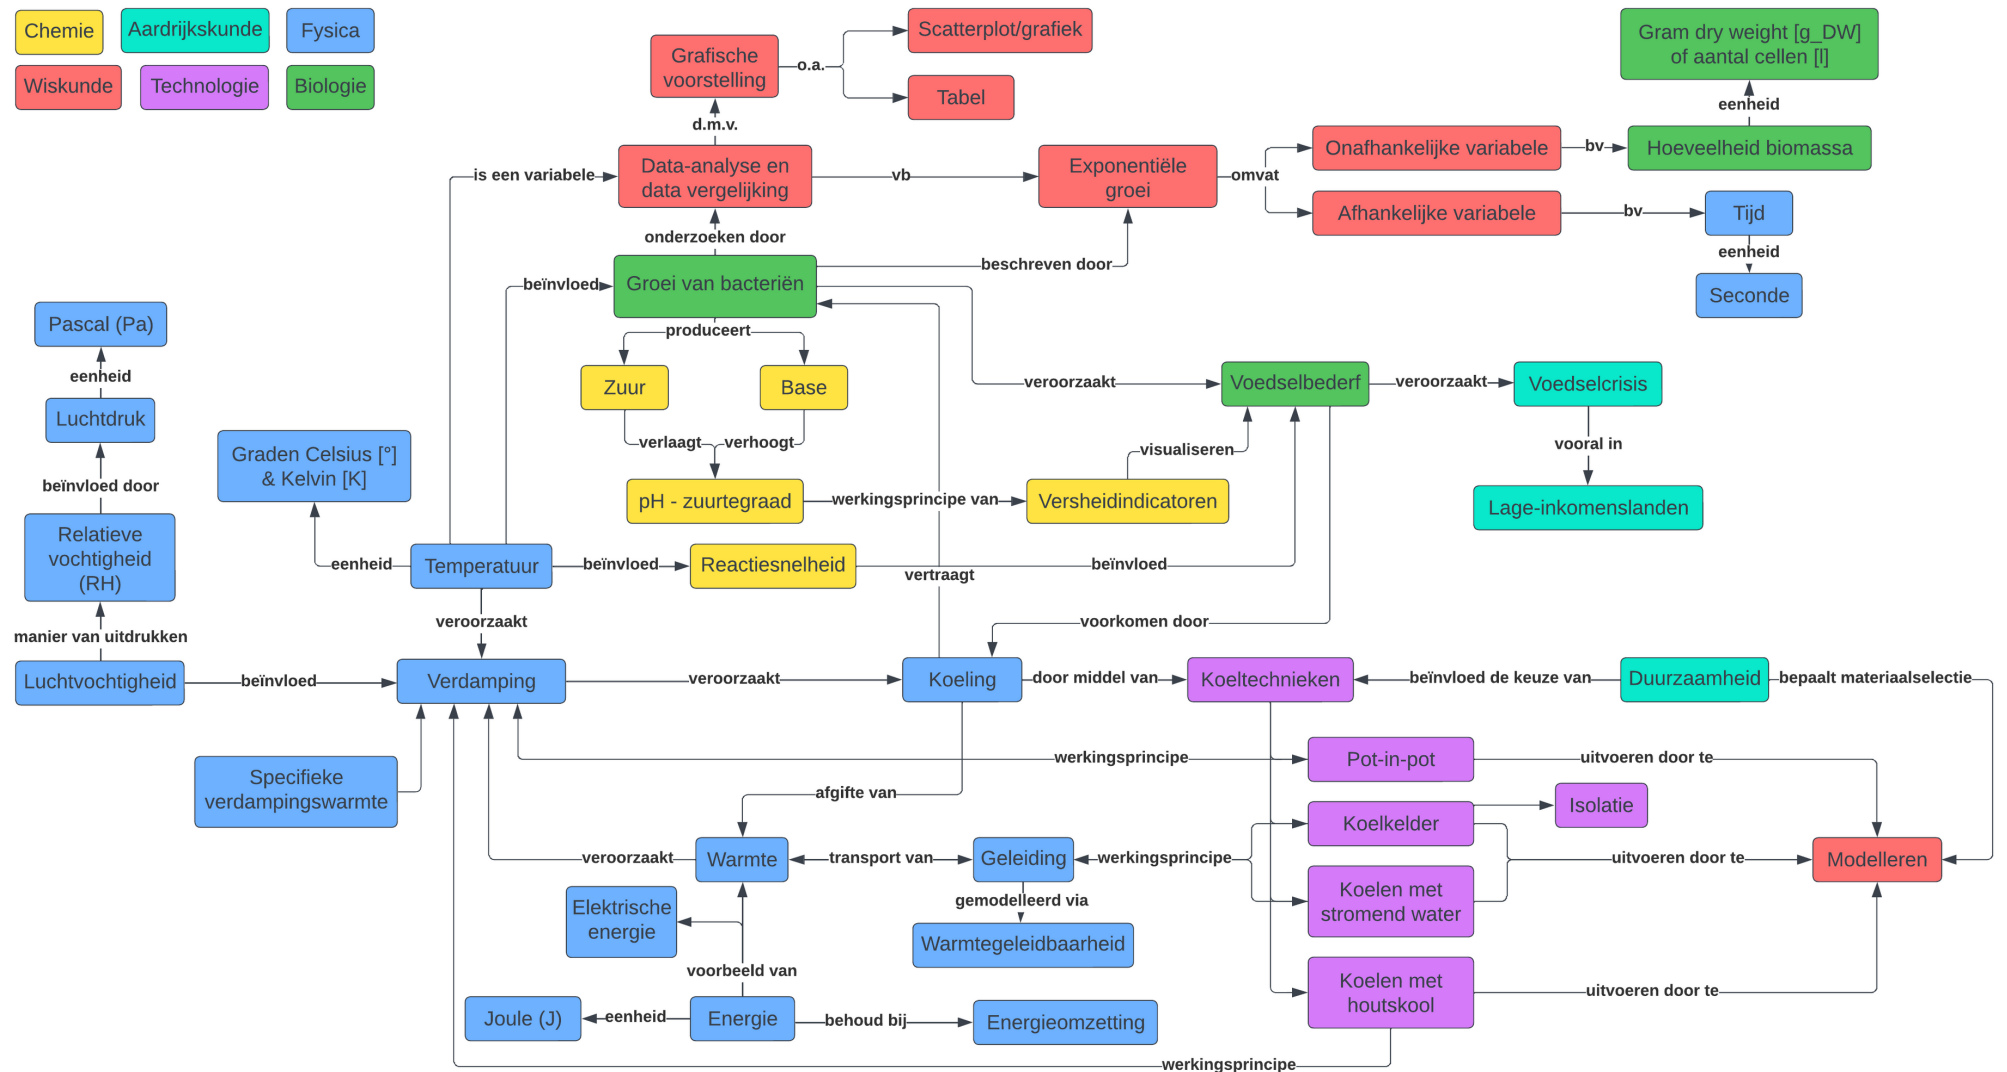 Chemie
Aardrijkskunde
Fysica
Wiskunde
Technologie
Biologie
Grafische
voorstelling
o.a.
Scatterplot/grafiek
Tabel
d.m.v.
Gram dry weight [g_DW]
of aantal cellen [l]
eenheid
is een variabele
Data-analyse en
data vergelijking
vb
Exponentiële
groei
omvat
Onafhankelijke variabele
bv
Hoeveelheid biomassa
Afhankelijke variabele
bv
Tijd
eenheid
Seconde
onderzoeken door
beschreven door
beïnvloed
Groei van bacteriën
produceert
Zuur
Base
verlaagt
verhoogt
veroorzaakt
Voedselbederf
veroorzaakt
Voedselcrisis
vooral in
Lage-inkomenslanden
visualiseren
pH - zuurtegraad
werkingsprincipe van
Versheidindicatoren
Pascal (Pa)
eenheid
Luchtdruk
beïnvloed door
Relatieve
vochtigheid
(RH)
manier van uitdrukken
Luchtvochtigheid
Graden Celsius [°]
& Kelvin [K]
eenheid
Temperatuur
beïnvloed
Reactiesnelheid
vertraagt
beïnvloed
veroorzaakt
voorkomen door
beïnvloed
Verdamping
veroorzaakt
Koeling
door middel van
Koeltechnieken
beïnvloed de keuze van
Duurzaamheid
bepaalt materiaalselectie
Specifieke
verdampingswarmte
werkingsprincipe
Pot-in-pot
uitvoeren door te
afgifte van
Isolatie
Koelkelder
veroorzaakt
Warmte
transport van
Geleiding
werkingsprincipe
uitvoeren door te
Modelleren
Elektrische
energie
gemodelleerd via
Koelen met
stromend water
Warmtegeleidbaarheid
voorbeeld van
Koelen met
houtskool
uitvoeren door te
Joule (J)
eenheid
Energie
behoud bij
Energieomzetting
werkingsprincipe